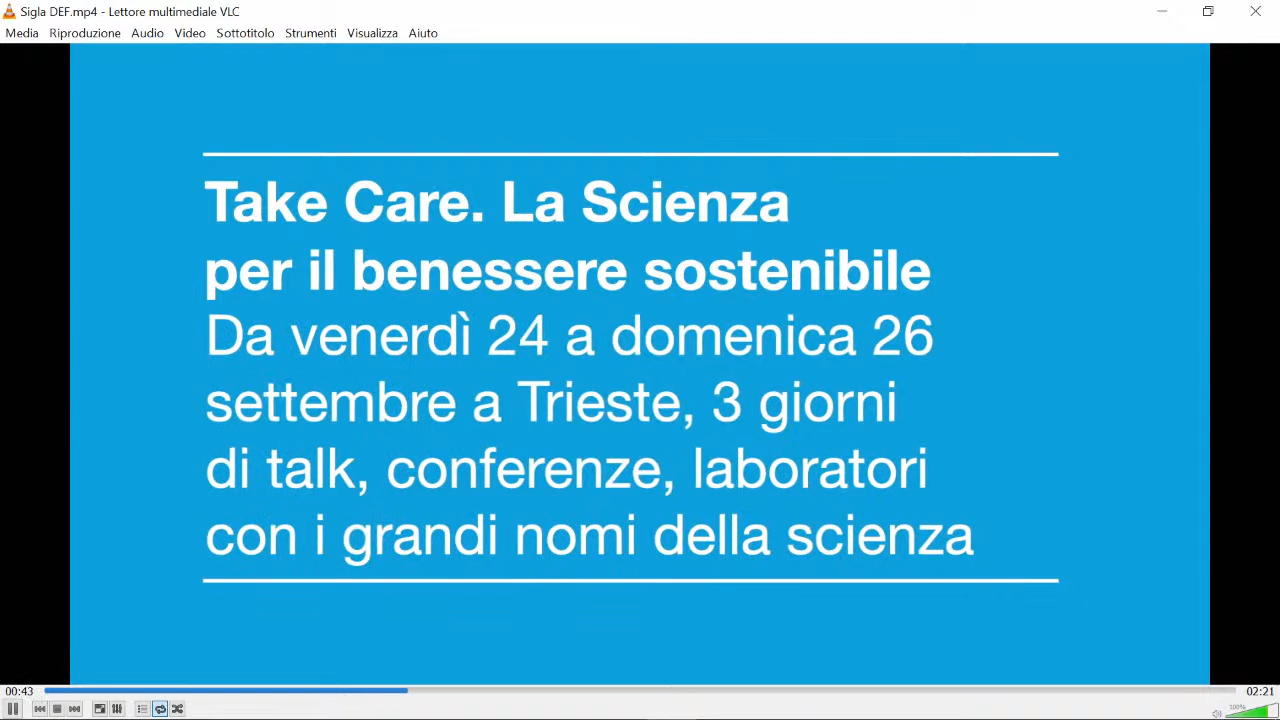 Sigla DEF.mp4 - Lettore multimediale VLC
Media Riproduzione Audio Video Sottotitolo Strumenti Visualizza Aiuto
Take Care. La Scienza
per il benessere sostenibile
Da venerdì 24 a domenica 26
settembre a Trieste, 3 giorni
di talk, conferenze, laboratori
con i grandi nomi della scienza
00:43 02:21
100%